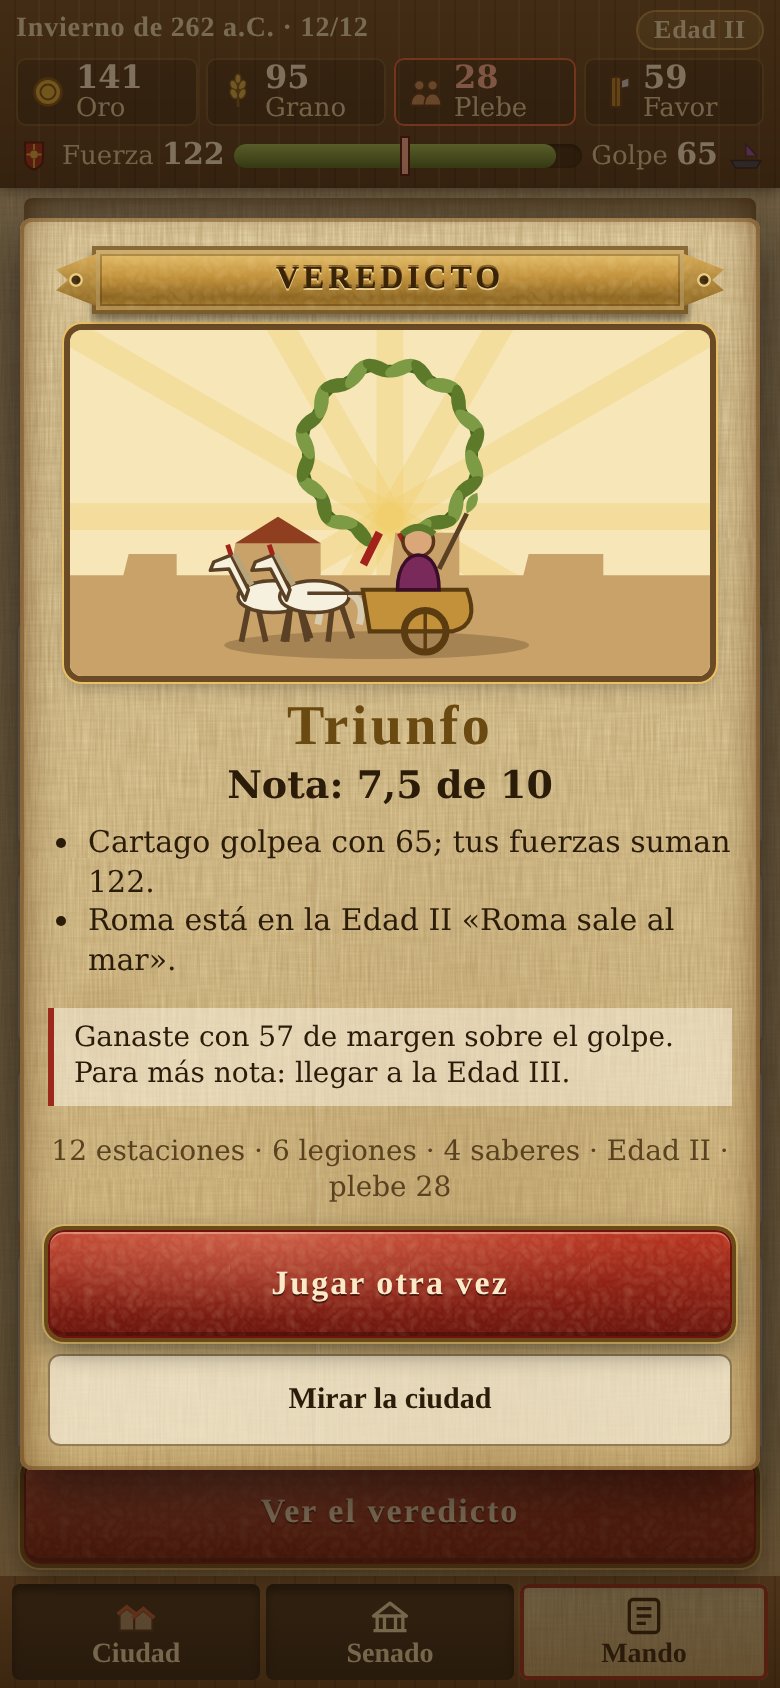 Invierno de 262 a.C. · 12/12
Edad II
141
Oro
95
Grano
28
Plebe
59
Favor
Fuerza 122
Golpe 65
VEREDICTO
Triunfo
Nota: 7,5 de 10
• Cartago golpea con 65; tus fuerzas suman
122.
• Roma está en la Edad II «Roma sale al
mar».
Ganaste con 57 de margen sobre el golpe.
Para más nota: llegar a la Edad III.
12 estaciones · 6 legiones · 4 saberes · Edad II ·
plebe 28
Jugar otra vez
Mirar la ciudad
Ver el veredicto
Ciudad
Senado
Mando